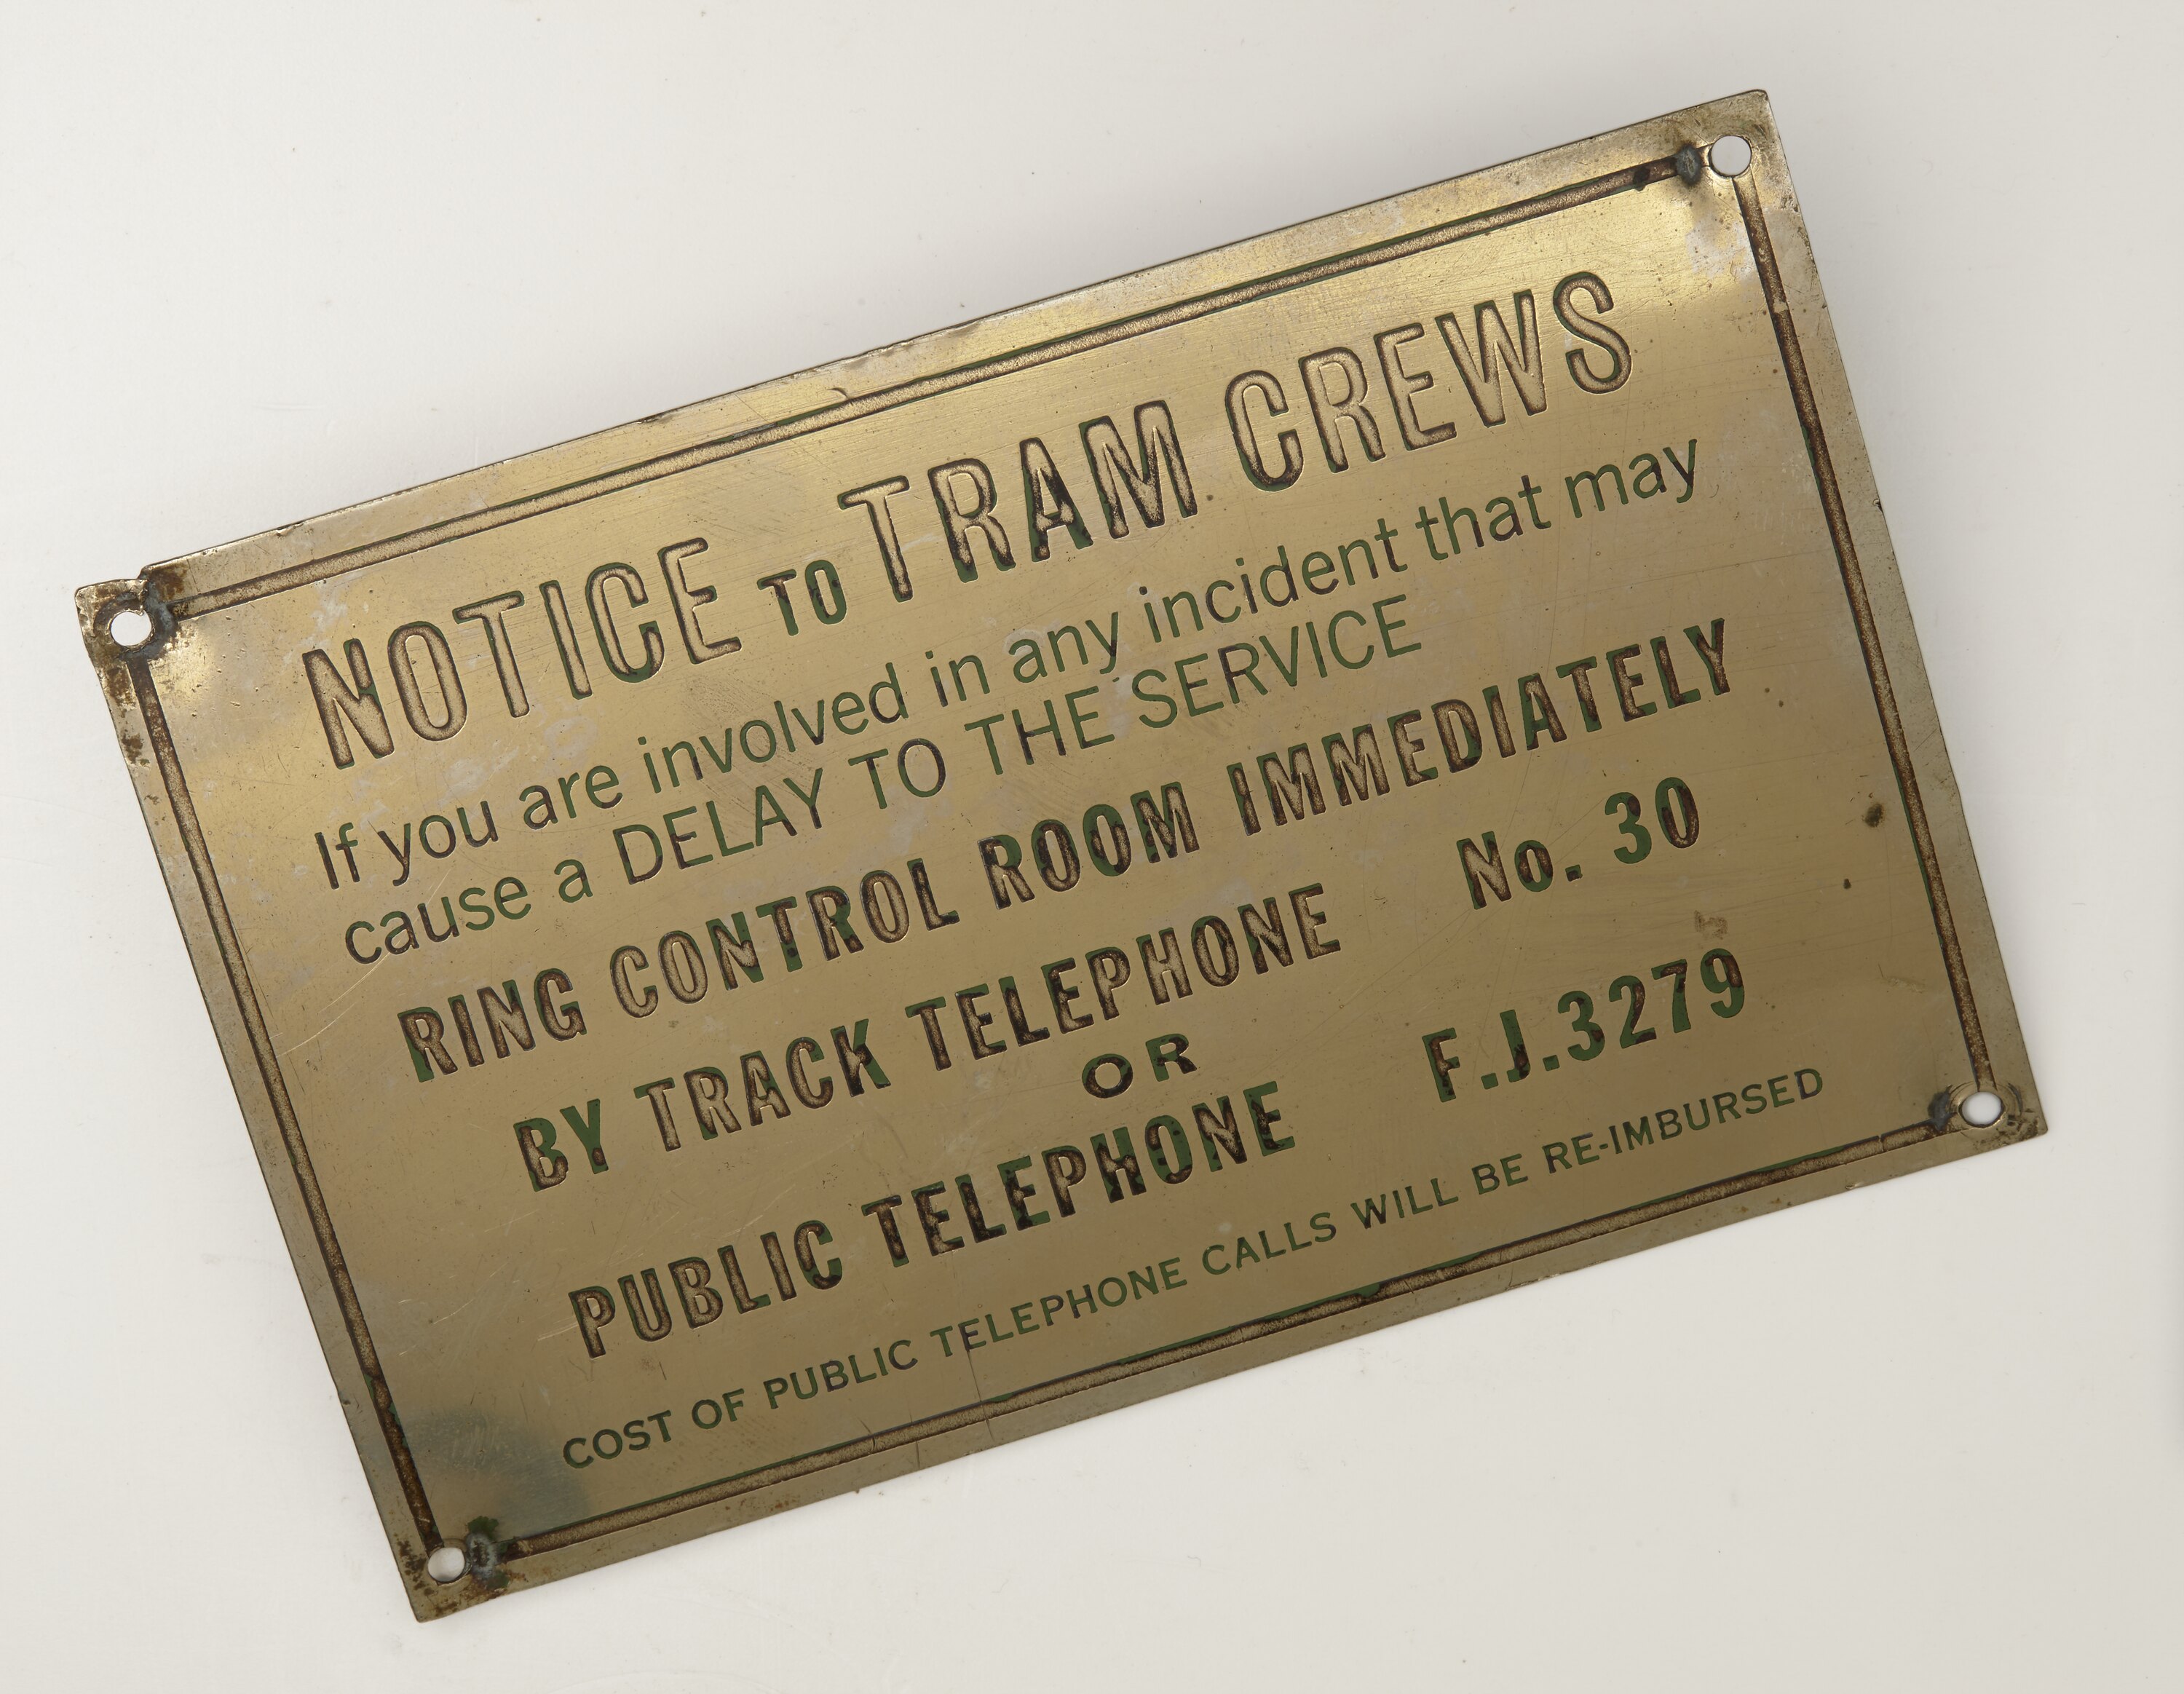 NOTICE TO TRAM CREWS
If you are involved in any incident that may
cause a DELAY TO THE SERVICE
RING CONTROL ROOM IMMEDIATELY
BY TRACK TELEPHONE No. 30
OR
PUBLIC TELEPHONE F.J.3279
COST OF PUBLIC TELEPHONE CALLS WILL BE RE-IMBURSED